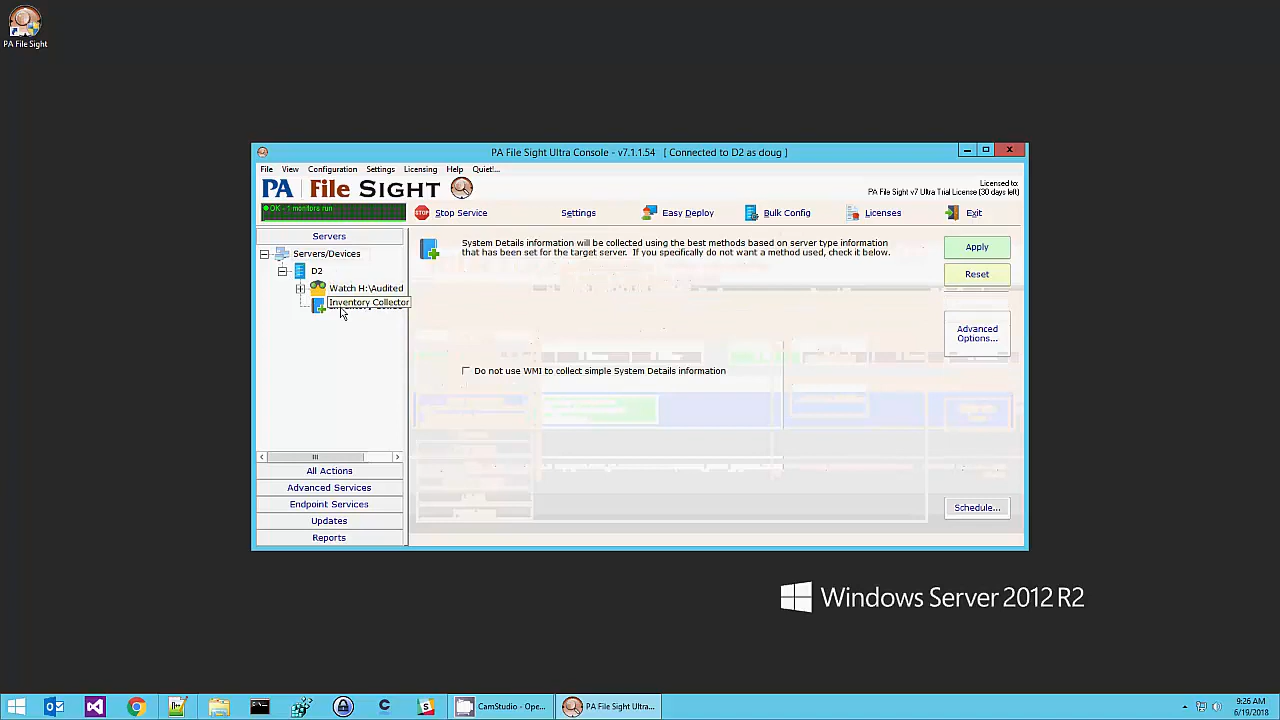 PA File Sight
PA File Sight Ultra Console - v7.1.1.54 [ Connected to D2 as doug ]
File View Configuration Settings Licensing Help Quiet!...
PA File SIGHT
Licensed to:
PA File Sight v7 Ultra Trial License (30 days left)
OK - 1 monitors run
STOP Stop Service Settings Easy Deploy Bulk Config Licenses Exit
Servers
Servers/Devices
D2
Watch H:\Audited
Inventory Collector
System Details information will be collected using the best methods based on server type information
that has been set for the target server. If you specifically do not want a method used, check it below.
Apply
Reset
Advanced
Options...
Do not use WMI to collect simple System Details information
Schedule...
All Actions
Advanced Services
Endpoint Services
Updates
Reports
Windows Server 2012 R2
CamStudio - Ope...
PA File Sight Ultra...
9:26 AM
6/19/2018